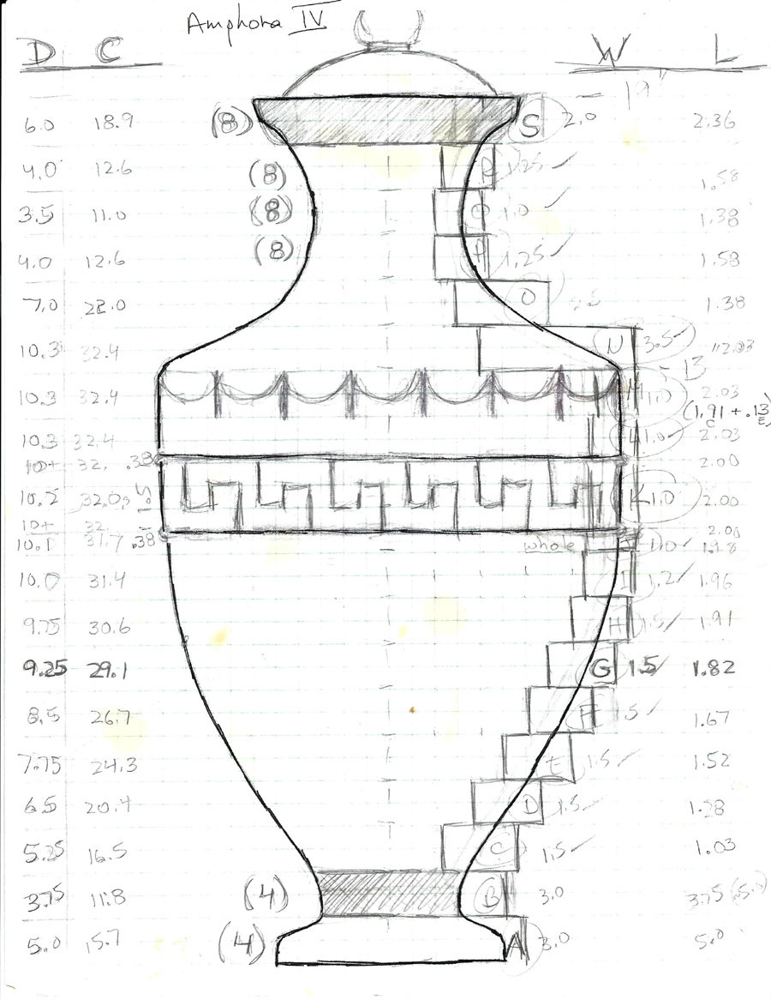 Amphora IV
D C W L
19"
6.0 18.9 (8) S 2.0 2.36
4.0 12.6 (8) R 1.25 ✓ 1.58
3.5 11.0 (8) Q 1.0 ✓ 1.38
4.0 12.6 (8) P 1.25 ✓ 1.58
7.0 22.0 O 1.38
10.3 32.4 N 3.5 ✓ 2.03
13
10.3 32.4 M 1.0 2.03
(1.91 + .13)
C E
10.3 32.4 L 1.0 ✓ 2.03
10+ 32. .38 2.00
10.2 32.0 1.5 K 1.0 2.00
10+ 32. 2.00
10.1 31.7 .38 whole J 1.0 ✓ 19.8
10.0 31.4 I 1.2 ✓ 1.96
9.75 30.6 H 1.5 ✓ 1.91
9.25 29.1 G 1.5 ✓ 1.82
8.5 26.7 F 1.5 ✓ 1.67
7.75 24.3 E 1.5 ✓ 1.52
6.5 20.4 D 1.5 ✓ 1.28
5.25 16.5 C 1.5 ✓ 1.03
3.75 11.8 (4) B 3.0 3.75
5.0 15.7 (4) A 3.0 5.0